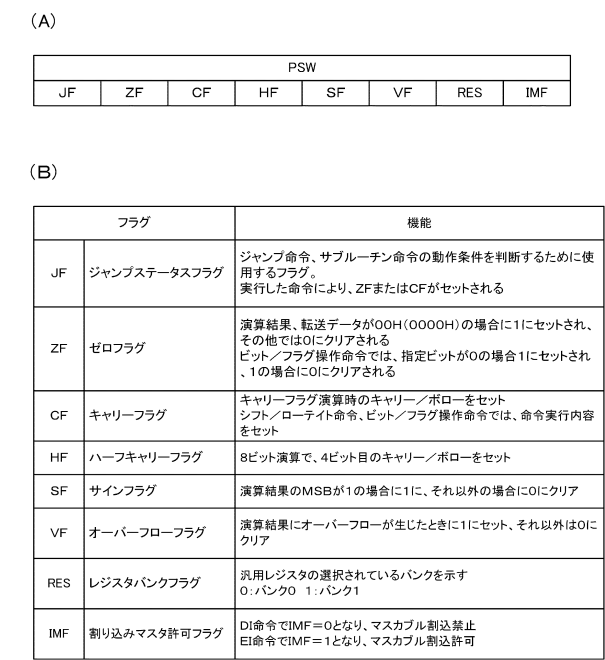 (A)
PSW
JF ZF CF HF SF VF RES IMF
(B)
フラグ 機能
JF ジャンプステータスフラグ
ジャンプ命令、サブルーチン命令の動作条件を判断するために使
用するフラグ。
実行した命令により、ZFまたはCFがセットされる
ZF ゼロフラグ
演算結果、転送データが00H(0000H)の場合に1にセットされ、
その他では0にクリアされる
ビット/フラグ操作命令では、指定ビットが0の場合1にセットされ
、1の場合に0にクリアされる
CF キャリーフラグ
キャリーフラグ演算時のキャリー/ボローをセット
シフト/ローテイト命令、ビット/フラグ操作命令では、命令実行内容
をセット
HF ハーフキャリーフラグ 8ビット演算で、4ビット目のキャリー/ボローをセット
SF サインフラグ 演算結果のMSBが1の場合に1に、それ以外の場合に0にクリア
VF オーバーフローフラグ
演算結果にオーバーフローが生じたときに1にセット、それ以外は0に
クリア
RES レジスタバンクフラグ
汎用レジスタの選択されているバンクを示す
0:バンク0 1:バンク1
IMF 割り込みマスタ許可フラグ
DI命令でIMF=0となり、マスカブル割込禁止
EI命令でIMF=1となり、マスカブル割込許可